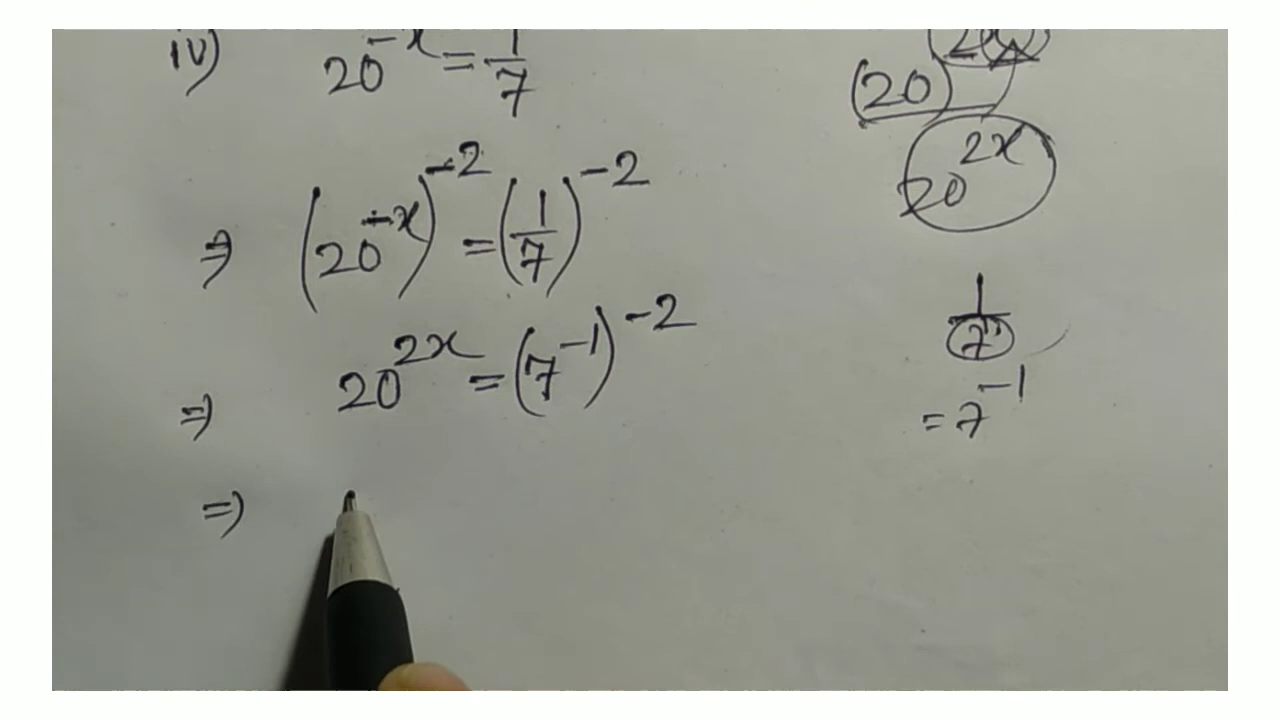 iv) 20^{-x} = 1/7
⇒ (20^{-x})^{-2} = (1/7)^{-2}
⇒ 20^{2x} = (7^{-1})^{-2}
⇒
(20)
20^{2x}
1/7^{1}
= 7^{-1}